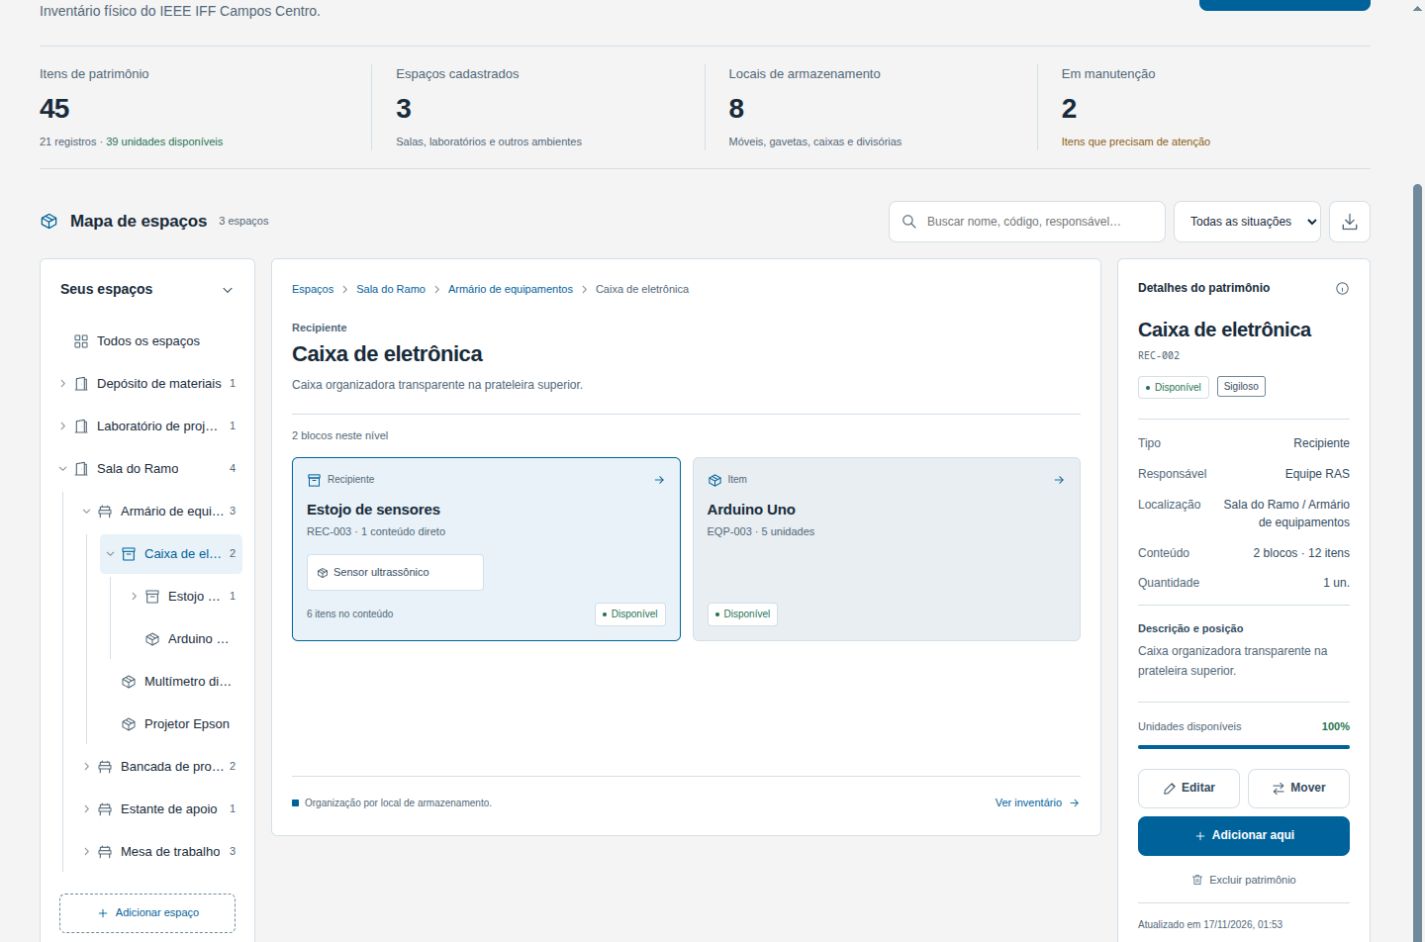 Inventário físico do IEEE IFF Campos Centro.
Itens de patrimônio
45
21 registros · 39 unidades disponíveis
Espaços cadastrados
3
Salas, laboratórios e outros ambientes
Locais de armazenamento
8
Móveis, gavetas, caixas e divisórias
Em manutenção
2
Itens que precisam de atenção
Mapa de espaços 3 espaços
Buscar nome, código, responsável…
Todas as situações
Seus espaços
Todos os espaços
Depósito de materiais 1
Laboratório de proj… 1
Sala do Ramo 4
Armário de equi… 3
Caixa de el… 2
Estojo … 1
Arduino …
Multímetro di…
Projetor Epson
Bancada de pro… 2
Estante de apoio 1
Mesa de trabalho 3
+ Adicionar espaço
Espaços > Sala do Ramo > Armário de equipamentos > Caixa de eletrônica
Recipiente
Caixa de eletrônica
Caixa organizadora transparente na prateleira superior.
2 blocos neste nível
Recipiente
Estojo de sensores
REC-003 · 1 conteúdo direto
Sensor ultrassônico
6 itens no conteúdo
Disponível
Item
Arduino Uno
EQP-003 · 5 unidades
Disponível
Organização por local de armazenamento.
Ver inventário
Detalhes do patrimônio
Caixa de eletrônica
REC-002
Disponível Sigiloso
Tipo Recipiente
Responsável Equipe RAS
Localização Sala do Ramo / Armário
de equipamentos
Conteúdo 2 blocos · 12 itens
Quantidade 1 un.
Descrição e posição
Caixa organizadora transparente na
prateleira superior.
Unidades disponíveis 100%
Editar
Mover
+ Adicionar aqui
Excluir patrimônio
Atualizado em 17/11/2026, 01:53